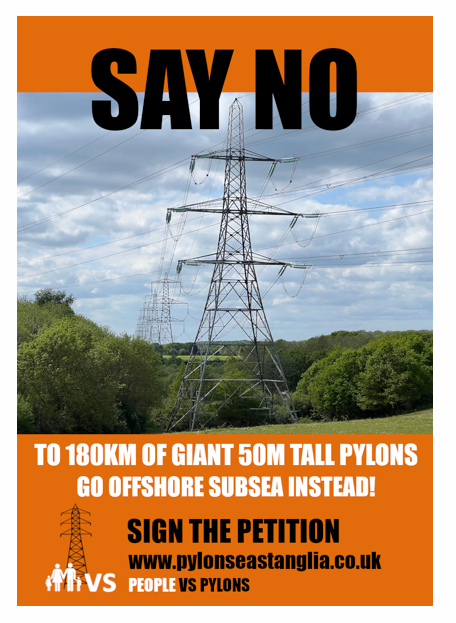 SAY NO
TO 180KM OF GIANT 50M TALL PYLONS
GO OFFSHORE SUBSEA INSTEAD!
SIGN THE PETITION
www.pylonseastanglia.co.uk
VS
PEOPLE VS PYLONS